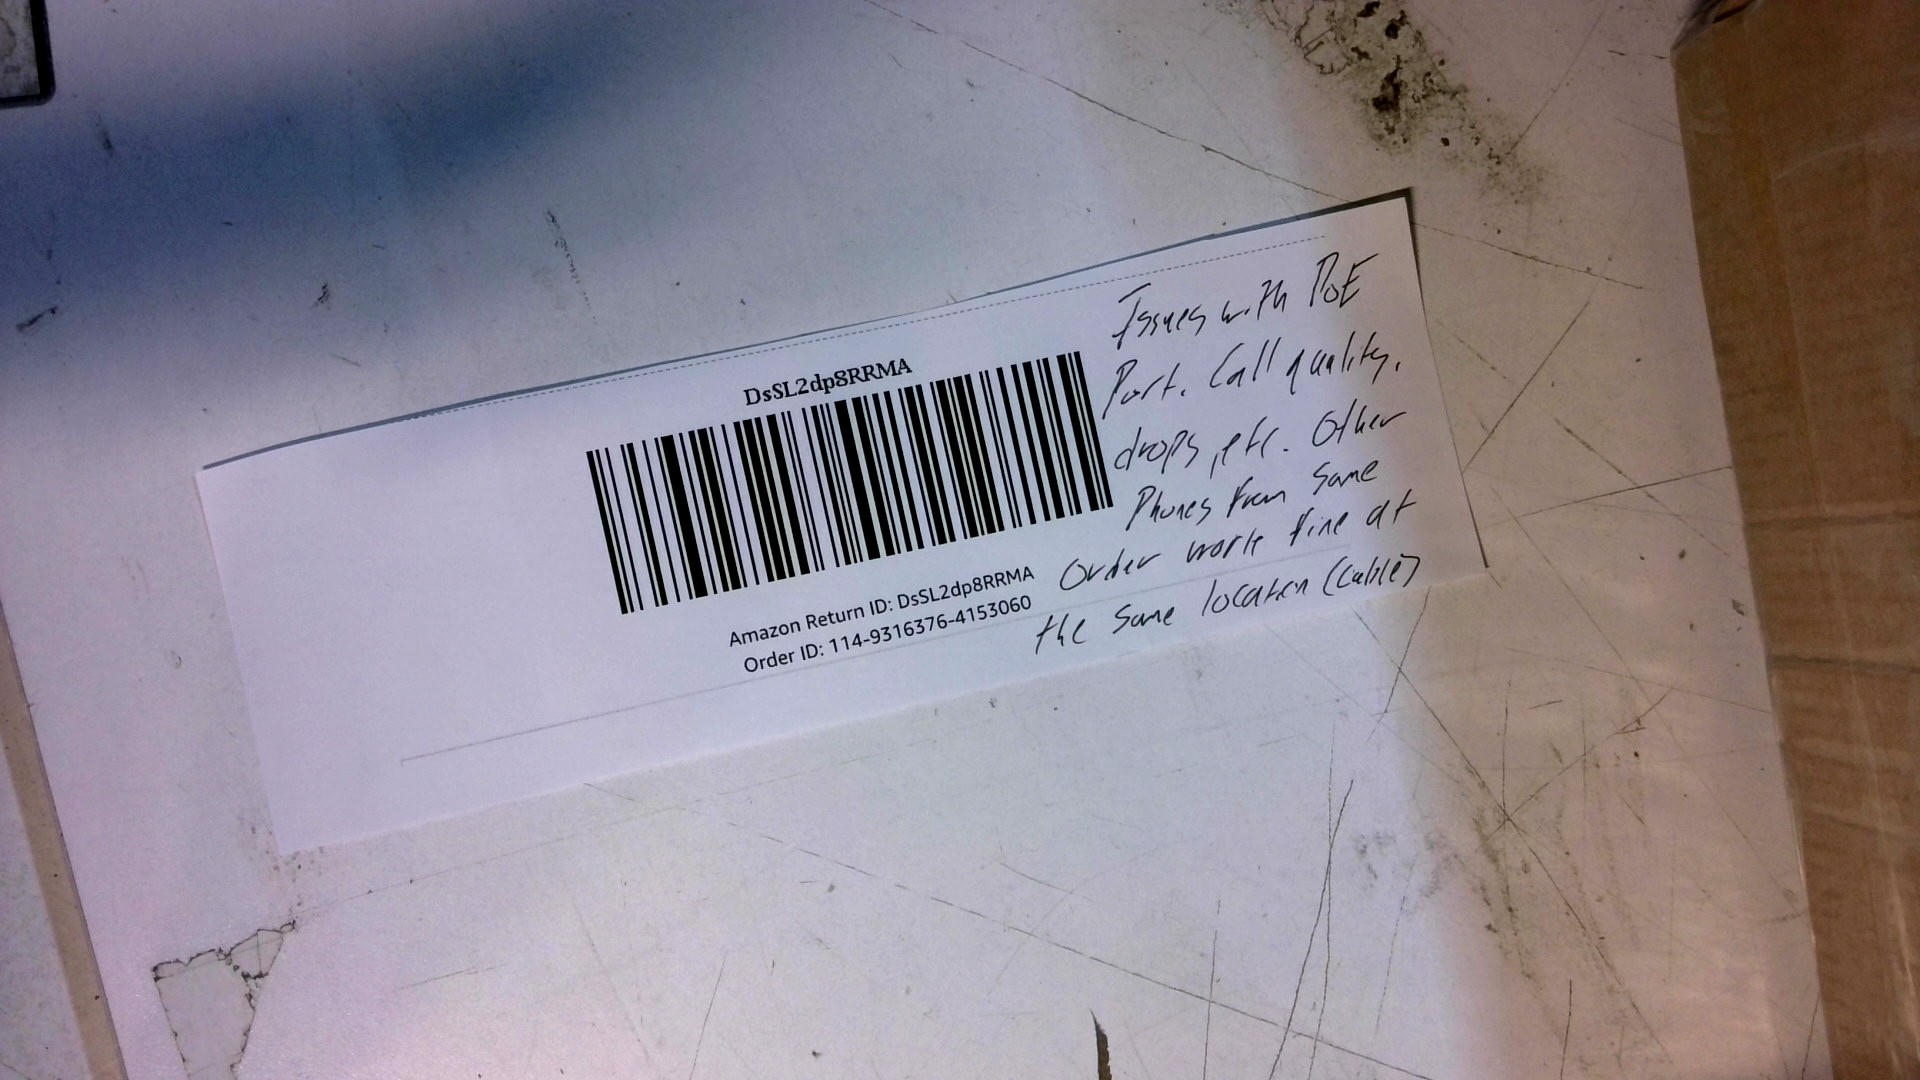 DsSL2dp8RRMA
Amazon Return ID: DsSL2dp8RRMA
Order ID: 114-9316376-4153060
Issues with PoE
Port. Call quality,
drops, etc. Other
Phones from same
Order work fine at
the same location (cable)